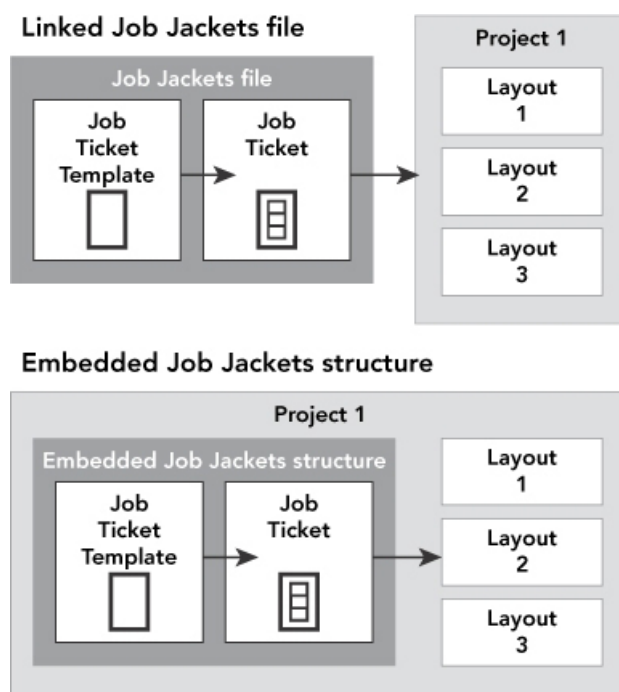 Linked Job Jackets file
Project 1
Job Jackets file
Job
Ticket
Template
Job
Ticket
Layout
1
Layout
2
Layout
3
Embedded Job Jackets structure
Project 1
Embedded Job Jackets structure
Job
Ticket
Template
Job
Ticket
Layout
1
Layout
2
Layout
3